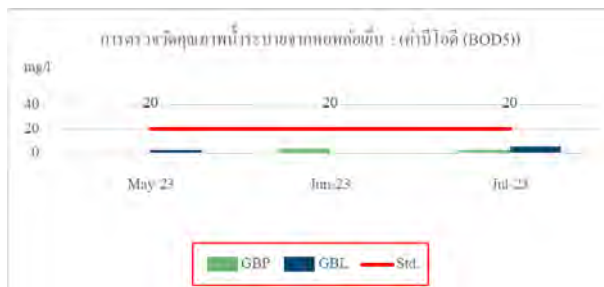 การตรวจวัดคุณภาพน้ำระบายจากหอหล่อเย็น : (ค่าบีโอดี (BOD5))
mg/l
40
20 20 20
20
0
May-23 Jun-23 Jul-23
GBP GBL Std.